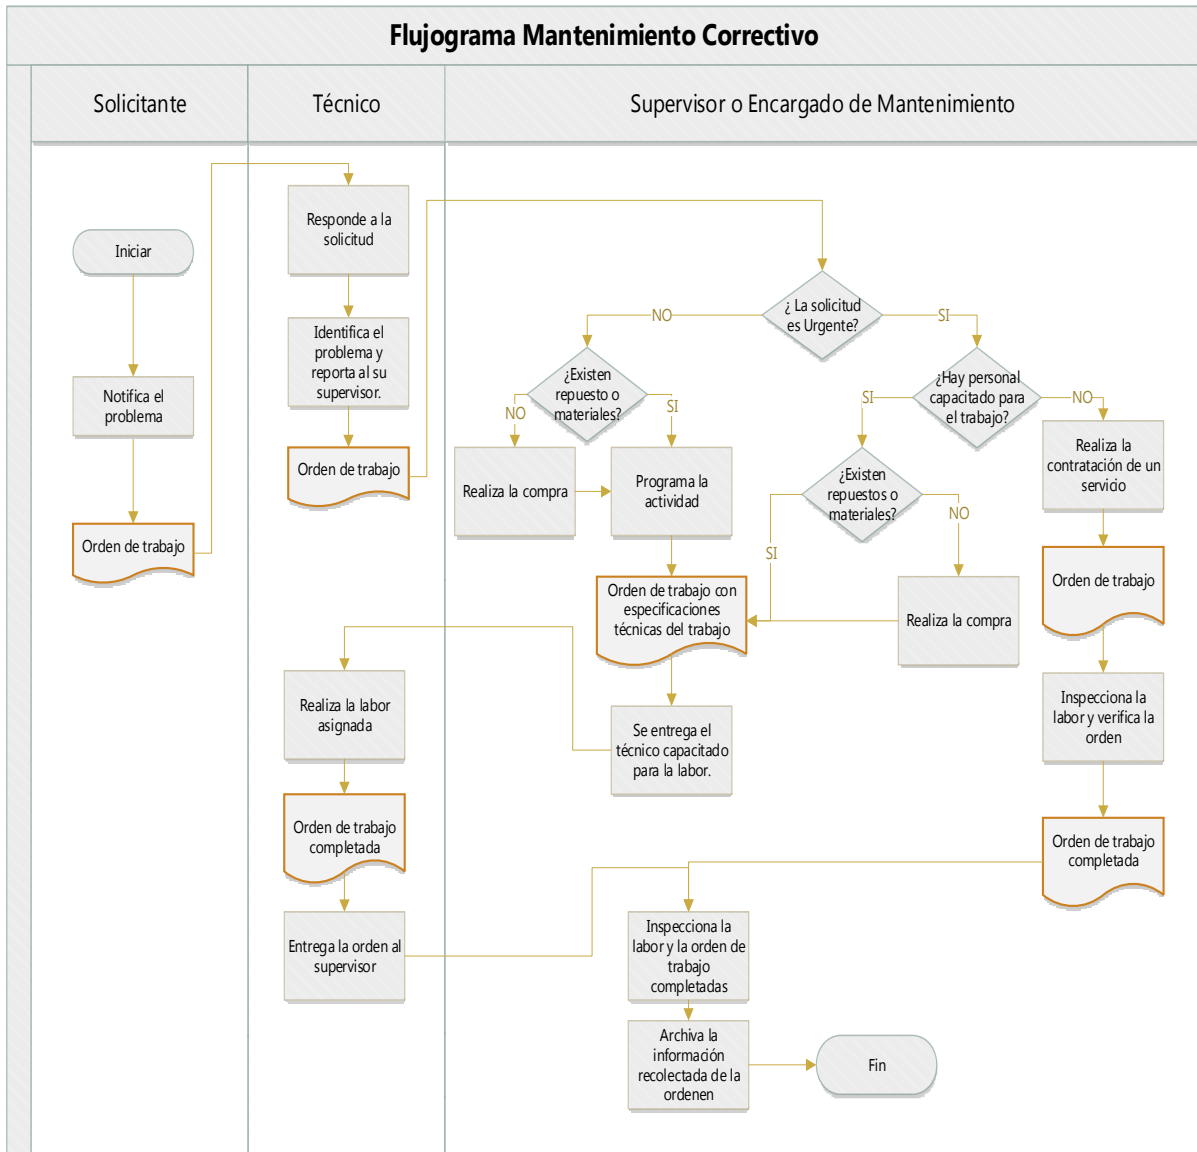 Flujograma Mantenimiento Correctivo
Solicitante
Técnico
Supervisor o Encargado de Mantenimiento
Iniciar
Notifica el
problema
Orden de trabajo
Responde a la
solicitud
Identifica el
problema y
reporta al su
supervisor.
Orden de trabajo
¿ La solicitud
es Urgente?
NO
SI
¿Existen
repuesto o
materiales?
NO
SI
Realiza la compra
Programa la
actividad
¿Hay personal
capacitado para
el trabajo?
SI
NO
¿Existen
repuestos o
materiales?
SI
NO
Realiza la
contratación de un
servicio
Orden de trabajo
Orden de trabajo con
especificaciones
técnicas del trabajo
Realiza la compra
Inspecciona la
labor y verifica la
orden
Se entrega el
técnico capacitado
para la labor.
Realiza la labor
asignada
Orden de trabajo
completada
Orden de trabajo
completada
Entrega la orden al
supervisor
Inspecciona la
labor y la orden de
trabajo
completadas
Archiva la
información
recolectada de la
ordenen
Fin